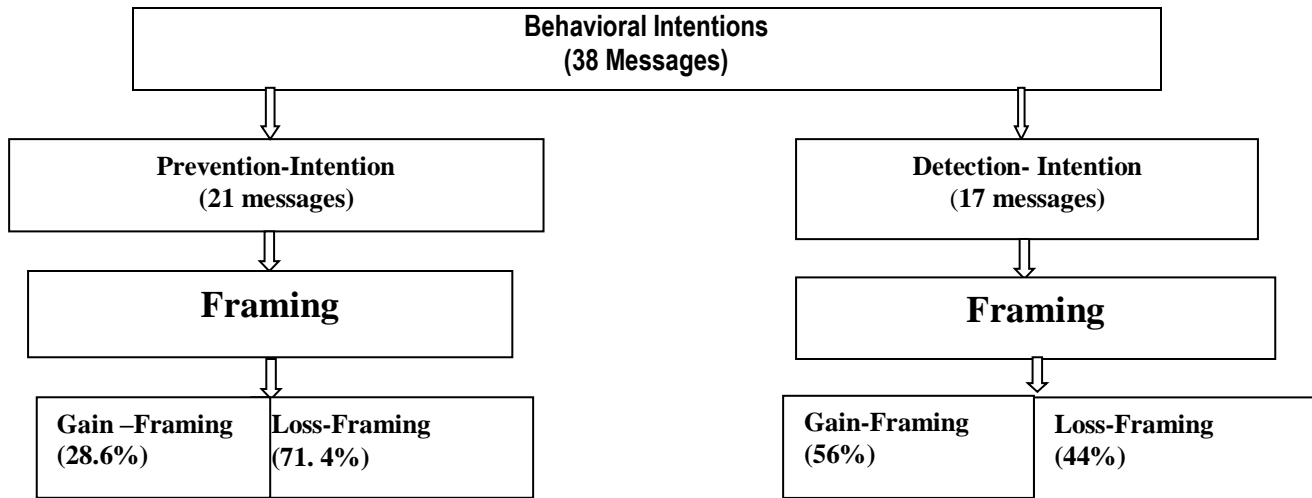 Behavioral Intentions
(38 Messages)
Prevention-Intention
(21 messages)
Detection- Intention
(17 messages)
Framing
Framing
Gain –Framing
(28.6%)
Loss-Framing
(71. 4%)
Gain-Framing
(56%)
Loss-Framing
(44%)